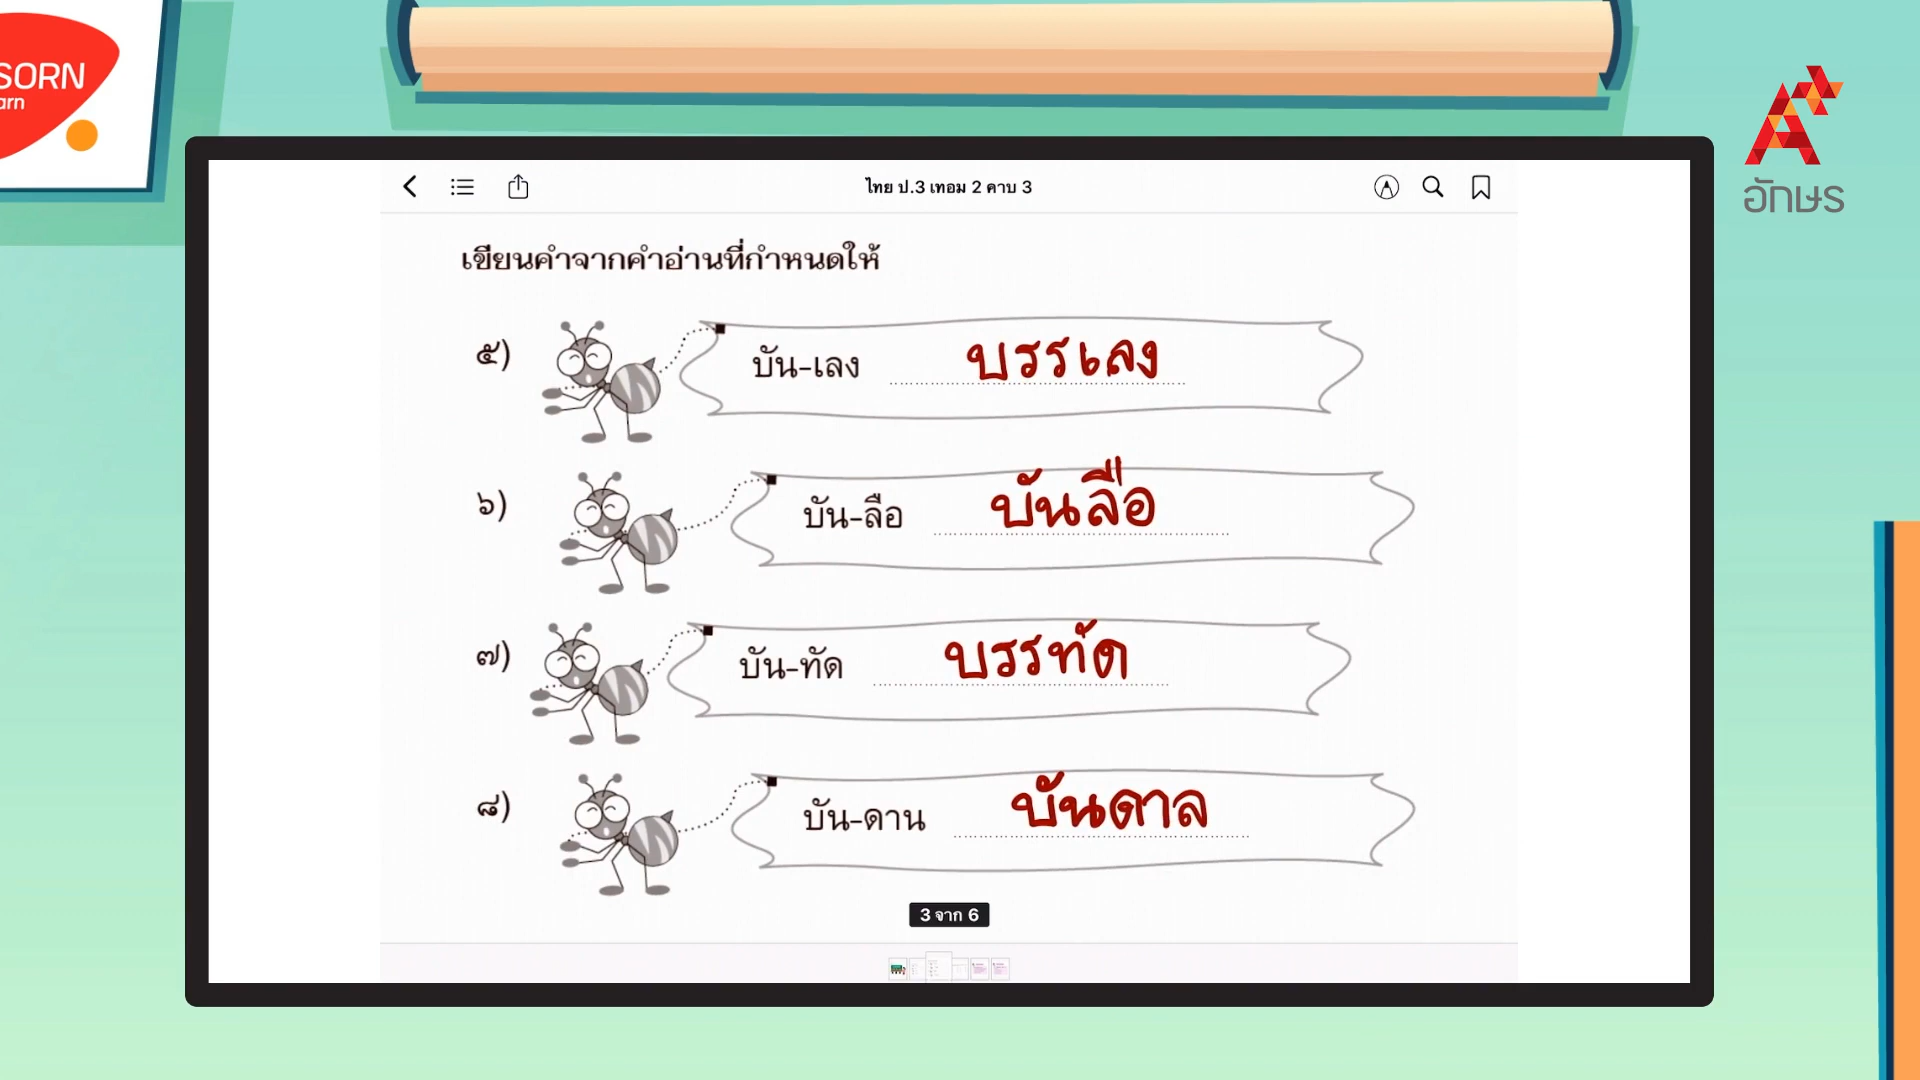 SORN
arn
อักษร
ไทย ป.3 เทอม 2 คาบ 3
เขียนคำจากคำอ่านที่กำหนดให้
๕) บัน-เลง บรรเลง
๖) บัน-ลือ บันลือ
๗) บัน-ทัด บรรทัด
๘) บัน-ดาน บันดาล
3 จาก 6